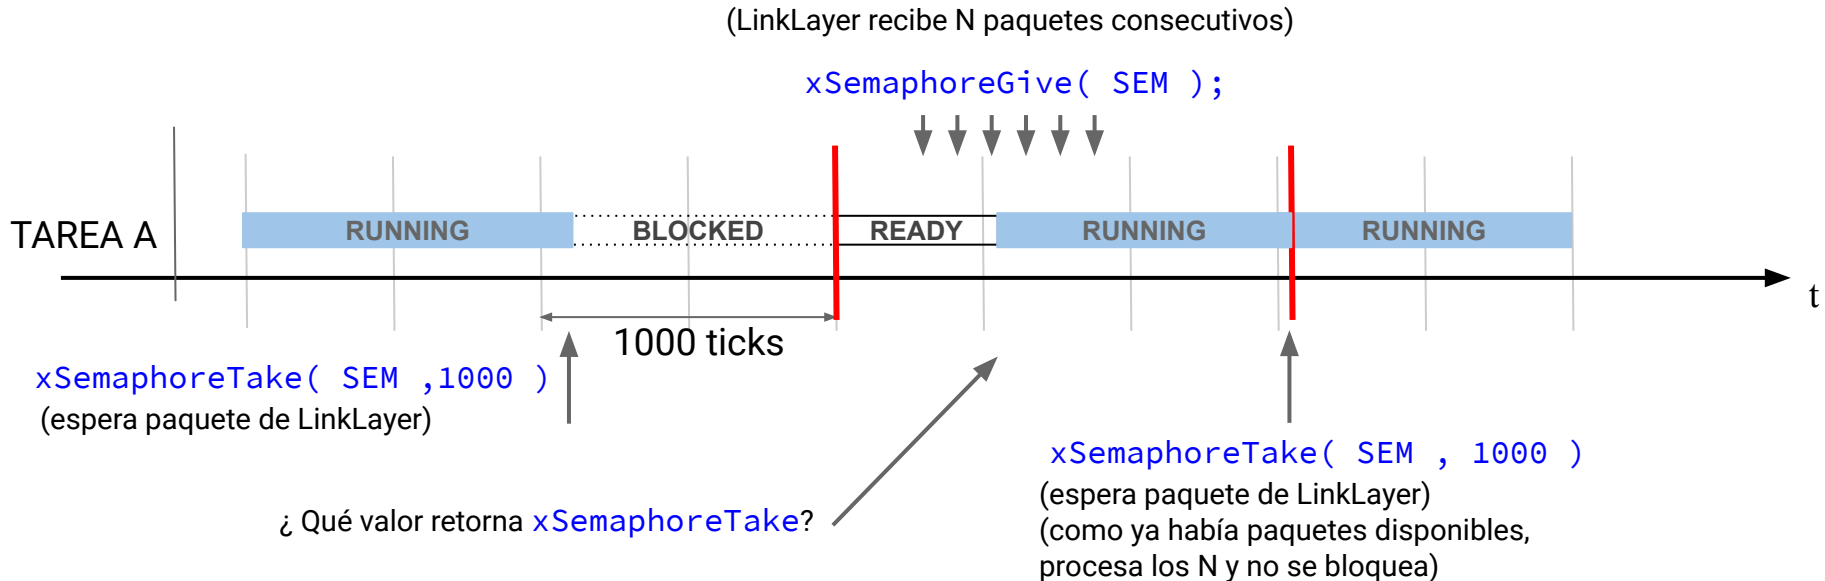 (LinkLayer recibe N paquetes consecutivos)
xSemaphoreGive( SEM );
TAREA A
RUNNING
BLOCKED
READY
RUNNING
RUNNING
t
1000 ticks
xSemaphoreTake( SEM ,1000 )
(espera paquete de LinkLayer)
¿ Qué valor retorna xSemaphoreTake?
xSemaphoreTake( SEM , 1000 )
(espera paquete de LinkLayer)
(como ya había paquetes disponibles,
procesa los N y no se bloquea)